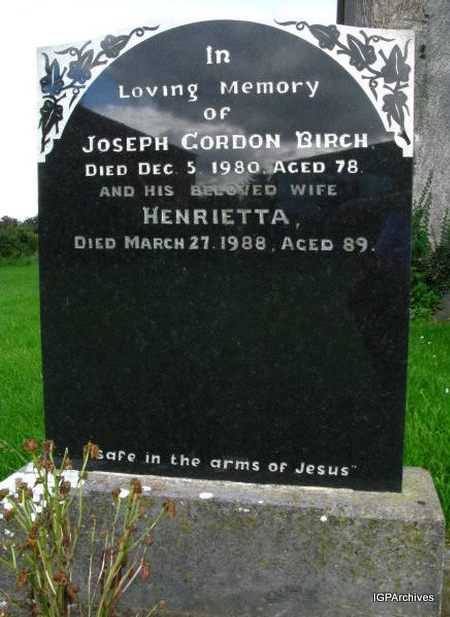 In
Loving Memory
of
Joseph Gordon Birch,
Died Dec. 5 1980, Aged 78.
and his beloved wife
Henrietta,
Died March 27. 1988, Aged 89.
"safe in the arms of Jesus"
IGPArchives